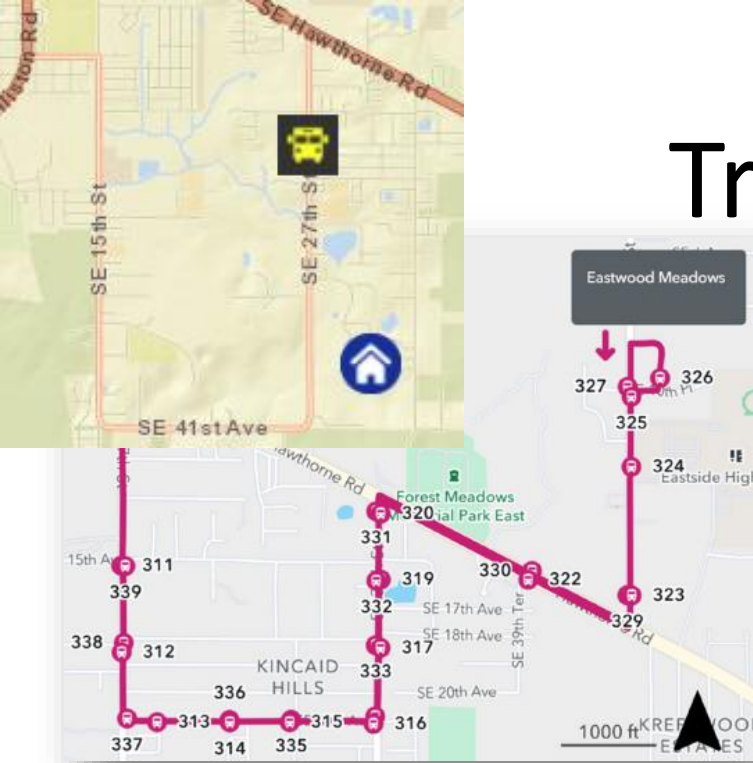 SE Hawthorne Rd
SE 15th St
SE 27th St
SE 41st Ave
Tr
Eastwood Meadows
326
327
325
324
Eastside High
Forest Meadows
Memorial Park East
320
331
311
339
319
330
322
323
332
SE 17th Ave
329
338
312
SE 18th Ave
SE 39th Ter
317
KINCAID
HILLS
333
SE 20th Ave
336
313
315
316
337
314
335
1000 ft